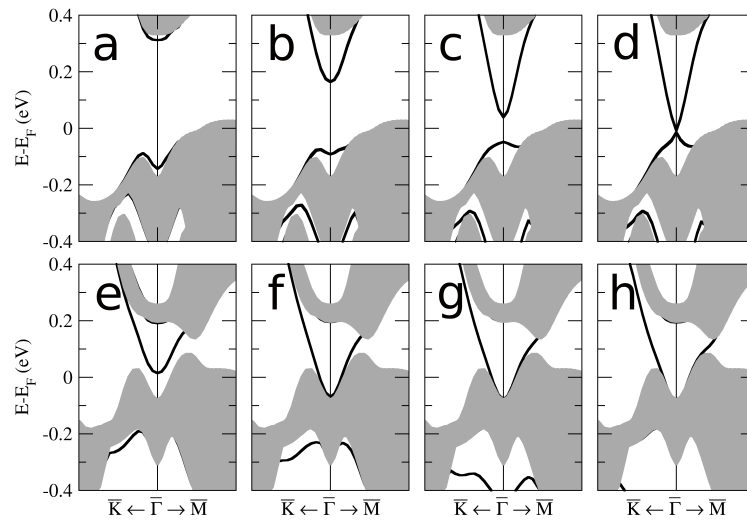 0.4
0.2
0
-0.2
-0.4
E-E_F (eV)
a
b
c
d
0.4
0.2
0
-0.2
-0.4
E-E_F (eV)
e
f
g
h
K̅ ← Γ̅ → M̅
K̅ ← Γ̅ → M̅
K̅ ← Γ̅ → M̅
K̅ ← Γ̅ → M̅